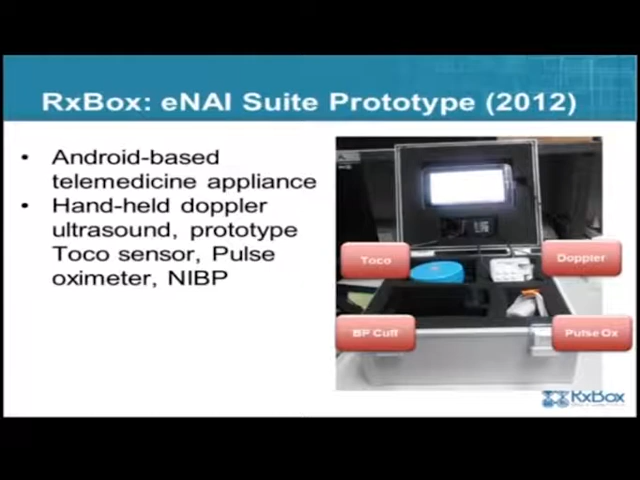 RxBox: eNAI Suite Prototype (2012)
• Android-based
telemedicine appliance
• Hand-held doppler
ultrasound, prototype
Toco sensor, Pulse
oximeter, NIBP
Toco
Doppler
BP Cuff
Pulse Ox
RxBox